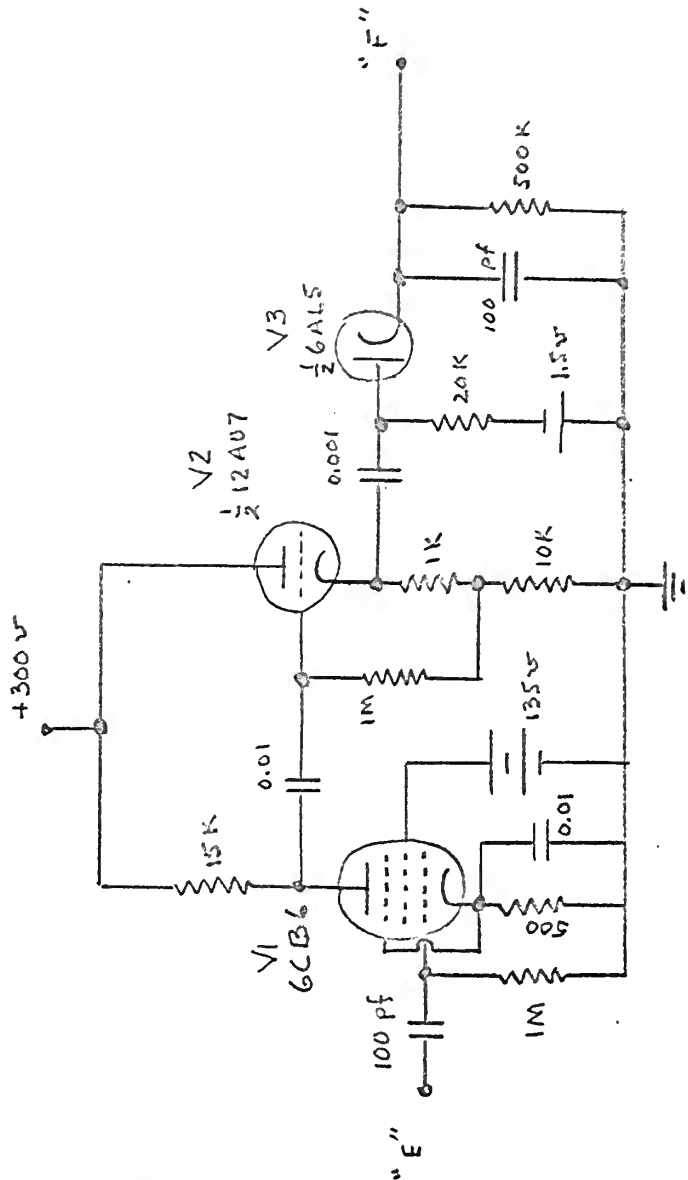 +300 v
15K
V1
6CB6
0.01
V2
1/2 12AU7
V3
1/2 6AL5
"F"
0.001
1M
1K
10K
20K
1.5v
100 pf
500K
"E"
100 pf
1M
500
0.01
135v